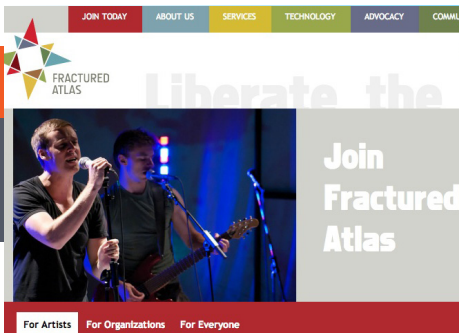 JOIN TODAY ABOUT US SERVICES TECHNOLOGY ADVOCACY COMMU
FRACTURED
ATLAS
Liberate the
Join
Fractured
Atlas
For Artists For Organizations For Everyone